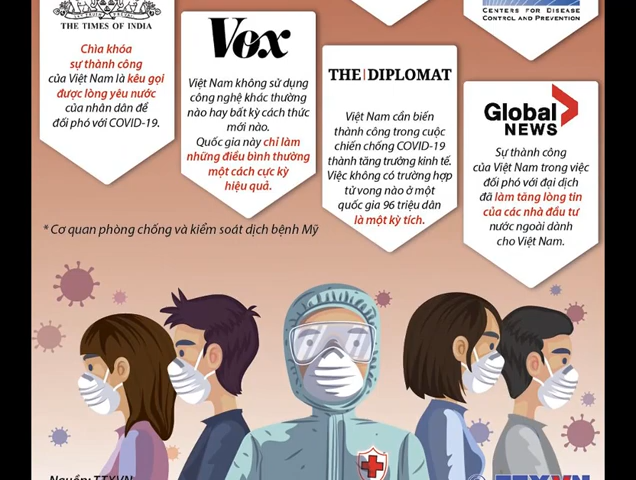 THE TIMES OF INDIA
Chìa khóa
sự thành công
của Việt Nam là kêu gọi
được lòng yêu nước
của nhân dân để
đối phó với COVID-19.
Vox
Việt Nam không sử dụng
công nghệ khác thường
nào hay bất kỳ cách thức
mới nào.
Quốc gia này chỉ làm
những điều bình thường
một cách cực kỳ
hiệu quả.
THE DIPLOMAT
Việt Nam cần biến
thành công trong cuộc
chiến chống COVID-19
thành tăng trưởng kinh tế.
Việc không có trường hợp
tử vong nào ở một
quốc gia 96 triệu dân
là một kỳ tích.
CENTERS FOR DISEASE
CONTROL AND PREVENTION
Global
NEWS
Sự thành công
của Việt Nam trong việc
đối phó với đại dịch
đã làm tăng lòng tin
của các nhà đầu tư
nước ngoài dành
cho Việt Nam.
* Cơ quan phòng chống và kiểm soát dịch bệnh Mỹ
Nguồn: TTXVN
TTXVN